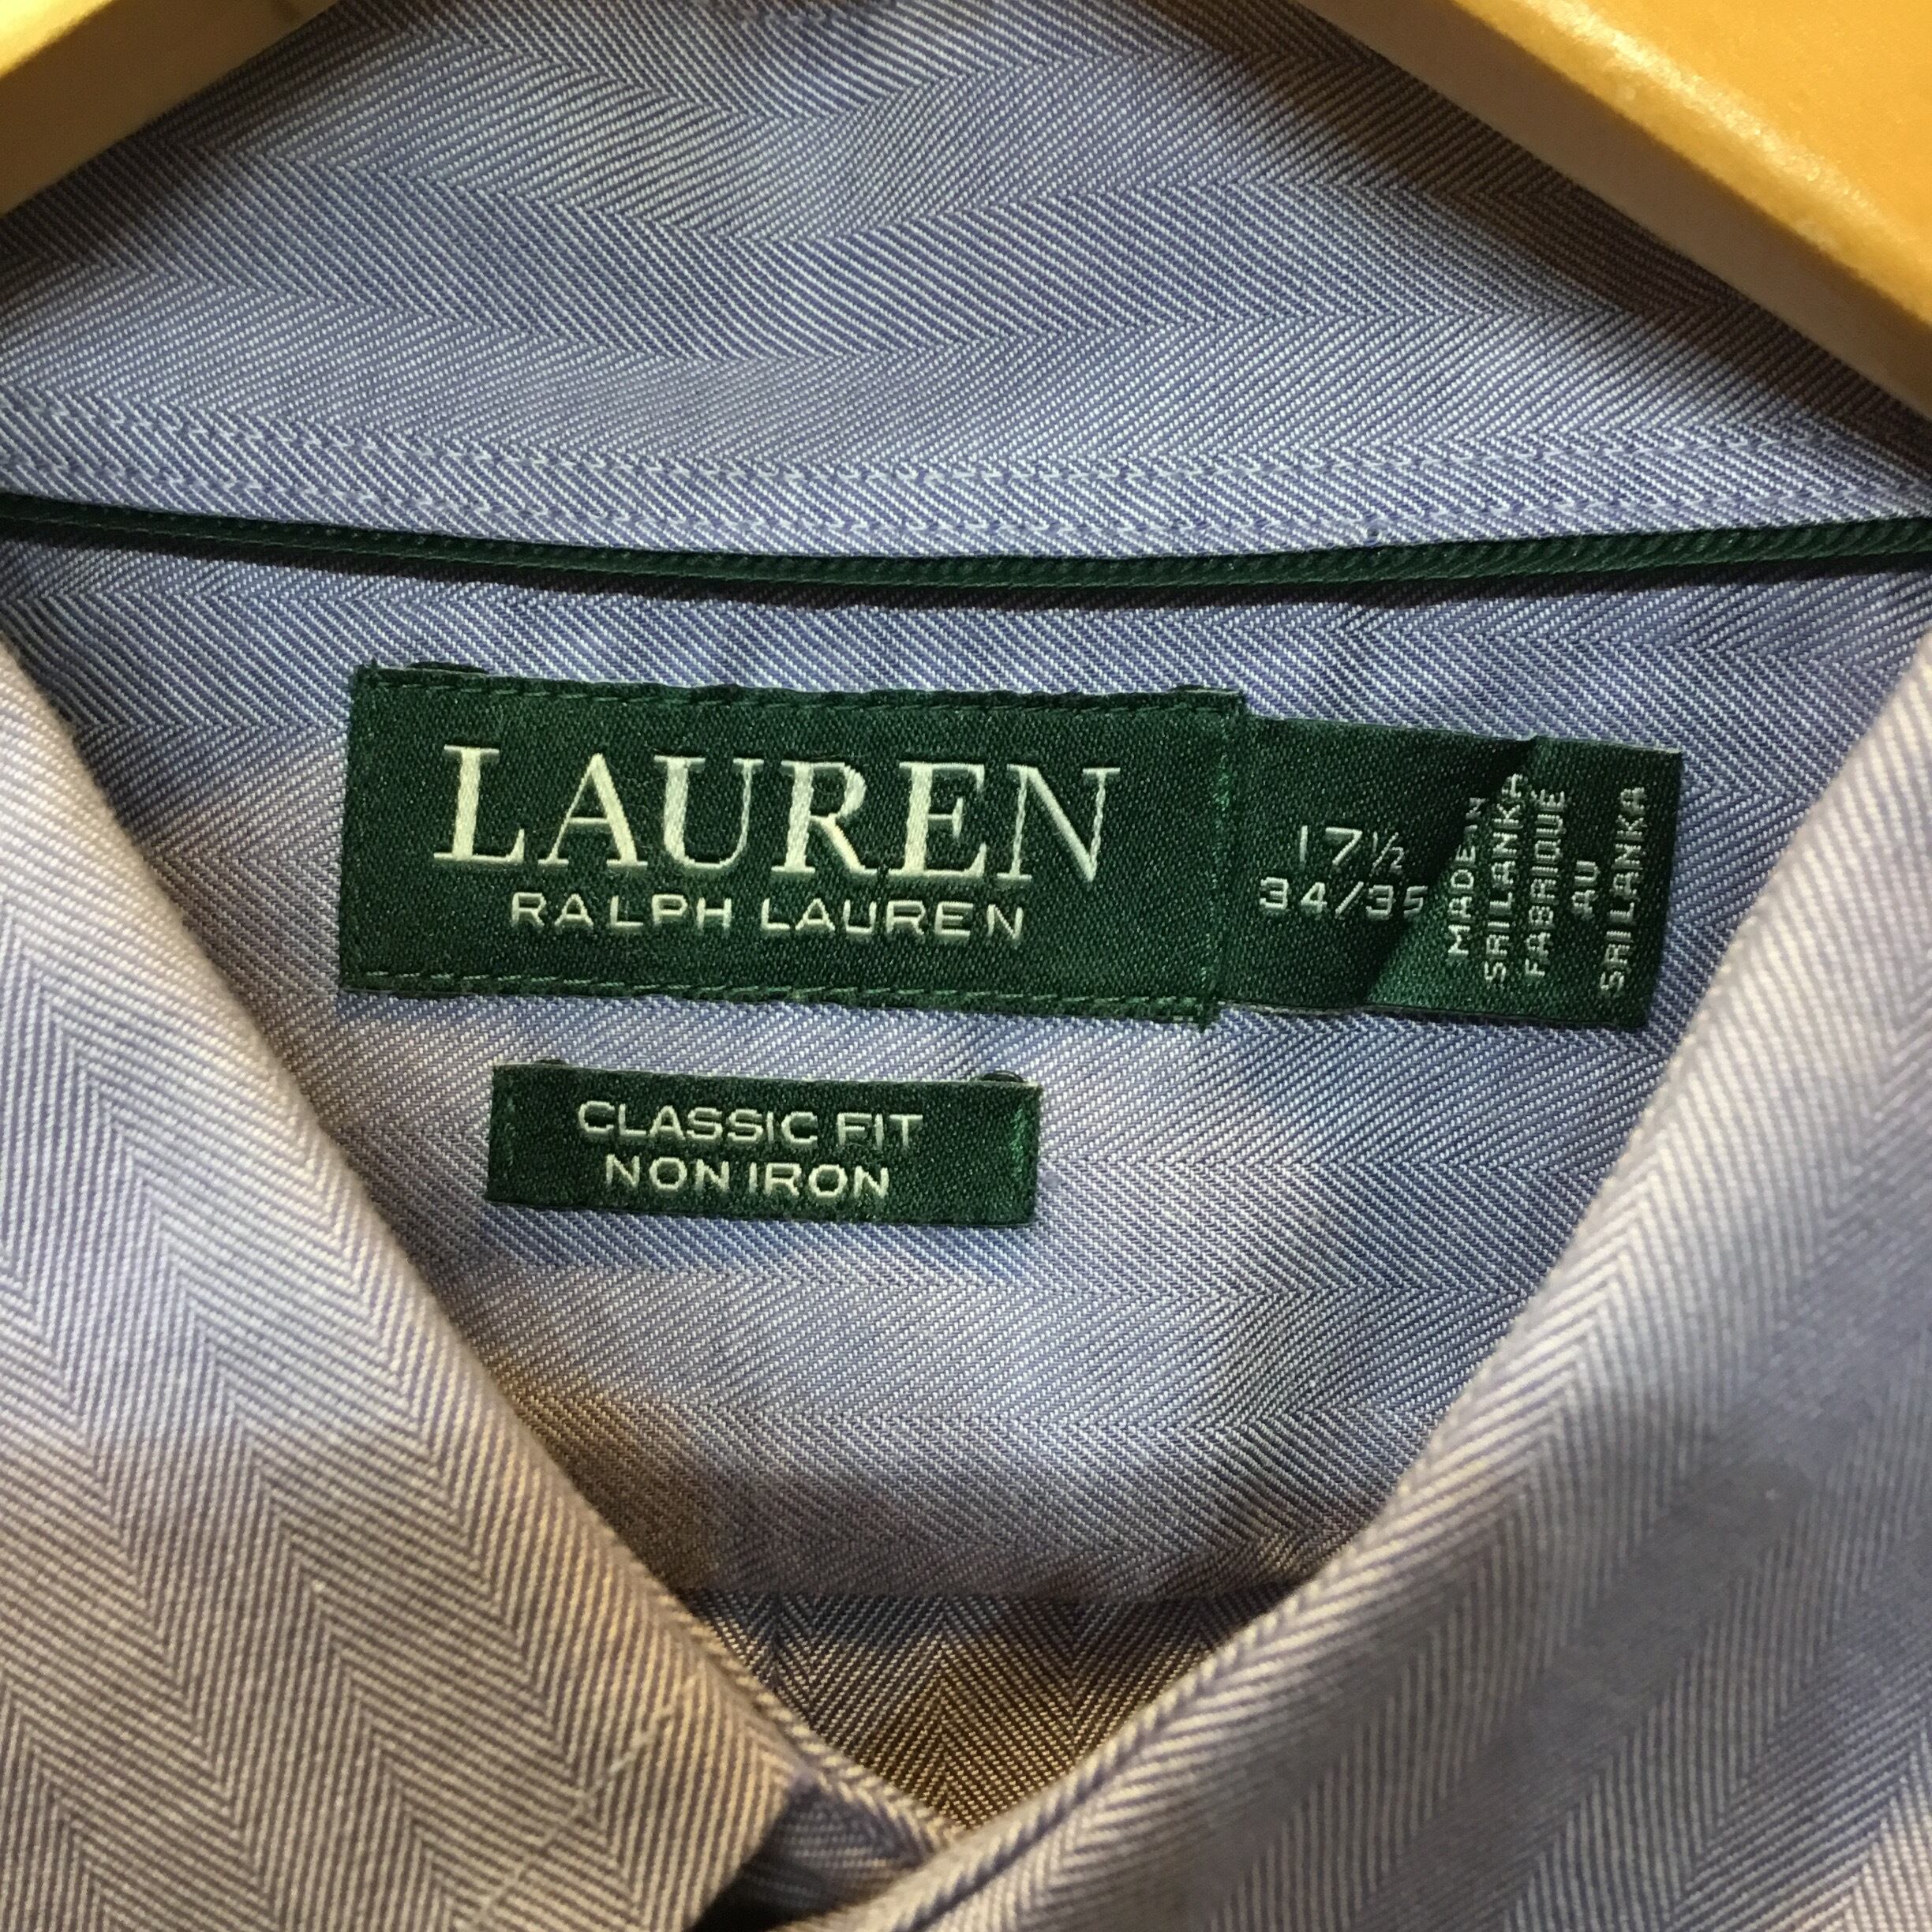 LAUREN
RALPH LAUREN
17½
34/35
MADE IN
SRI LANKA
FABRIQUÉ
AU
SRI LANKA
CLASSIC FIT
NON IRON